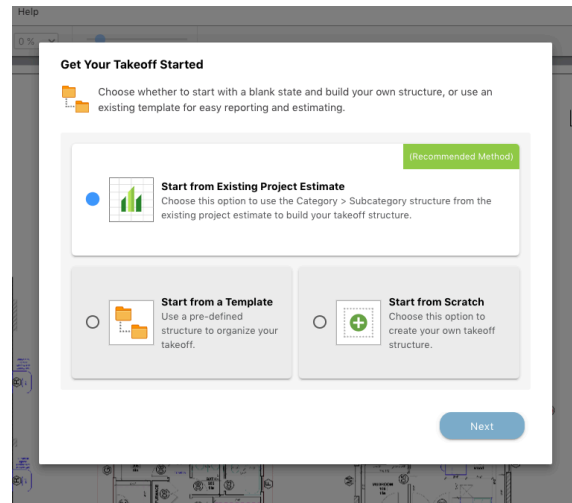 Help
0 %
Get Your Takeoff Started
Choose whether to start with a blank state and build your own structure, or use an
existing template for easy reporting and estimating.
(Recommended Method)
Start from Existing Project Estimate
Choose this option to use the Category > Subcategory structure from the
existing project estimate to build your takeoff structure.
Start from a Template
Use a pre-defined
structure to organize your
takeoff.
Start from Scratch
Choose this option to
create your own takeoff
structure.
Next